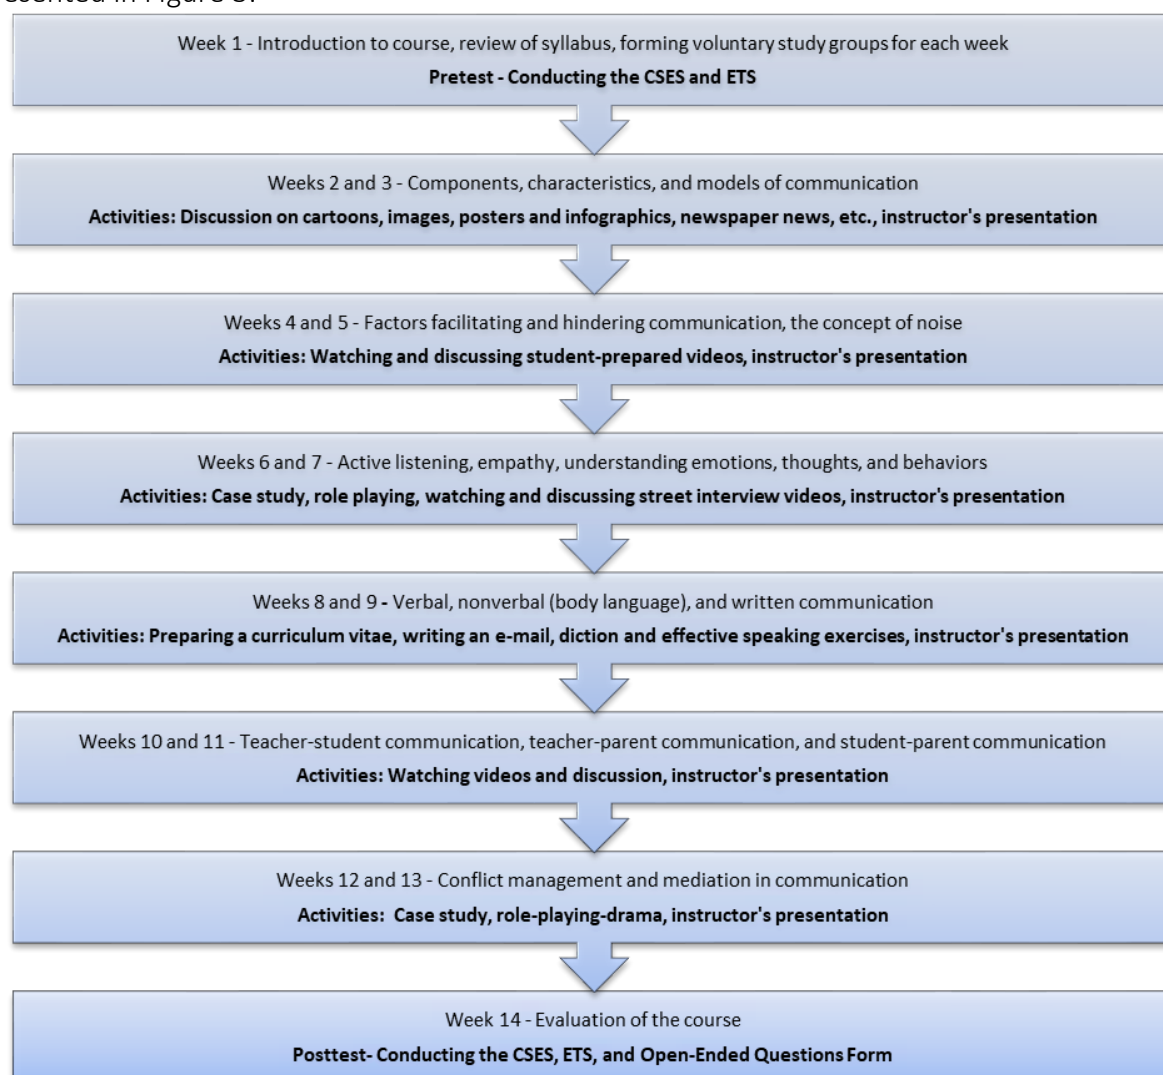 in Figure
Week 1 - Introduction to course, review of syllabus, forming voluntary study groups for each week
Pretest - Conducting the CSES and ETS
Weeks 2 and 3 - Components, characteristics, and models of communication
Activities: Discussion on cartoons, images, posters and infographics, newspaper news, etc., instructor's presentation
Weeks 4 and 5 - Factors facilitating and hindering communication, the concept of noise
Activities: Watching and discussing student-prepared videos, instructor's presentation
Weeks 6 and 7 - Active listening, empathy, understanding emotions, thoughts, and behaviors
Activities: Case study, role playing, watching and discussing street interview videos, instructor's presentation
Weeks 8 and 9 - Verbal, nonverbal (body language), and written communication
Activities: Preparing a curriculum vitae, writing an e-mail, diction and effective speaking exercises, instructor's presentation
Weeks 10 and 11 - Teacher-student communication, teacher-parent communication, and student-parent communication
Activities: Watching videos and discussion, instructor's presentation
Weeks 12 and 13 - Conflict management and mediation in communication
Activities: Case study, role-playing-drama, instructor's presentation
Week 14 - Evaluation of the course
Posttest- Conducting the CSES, ETS, and Open-Ended Questions Form